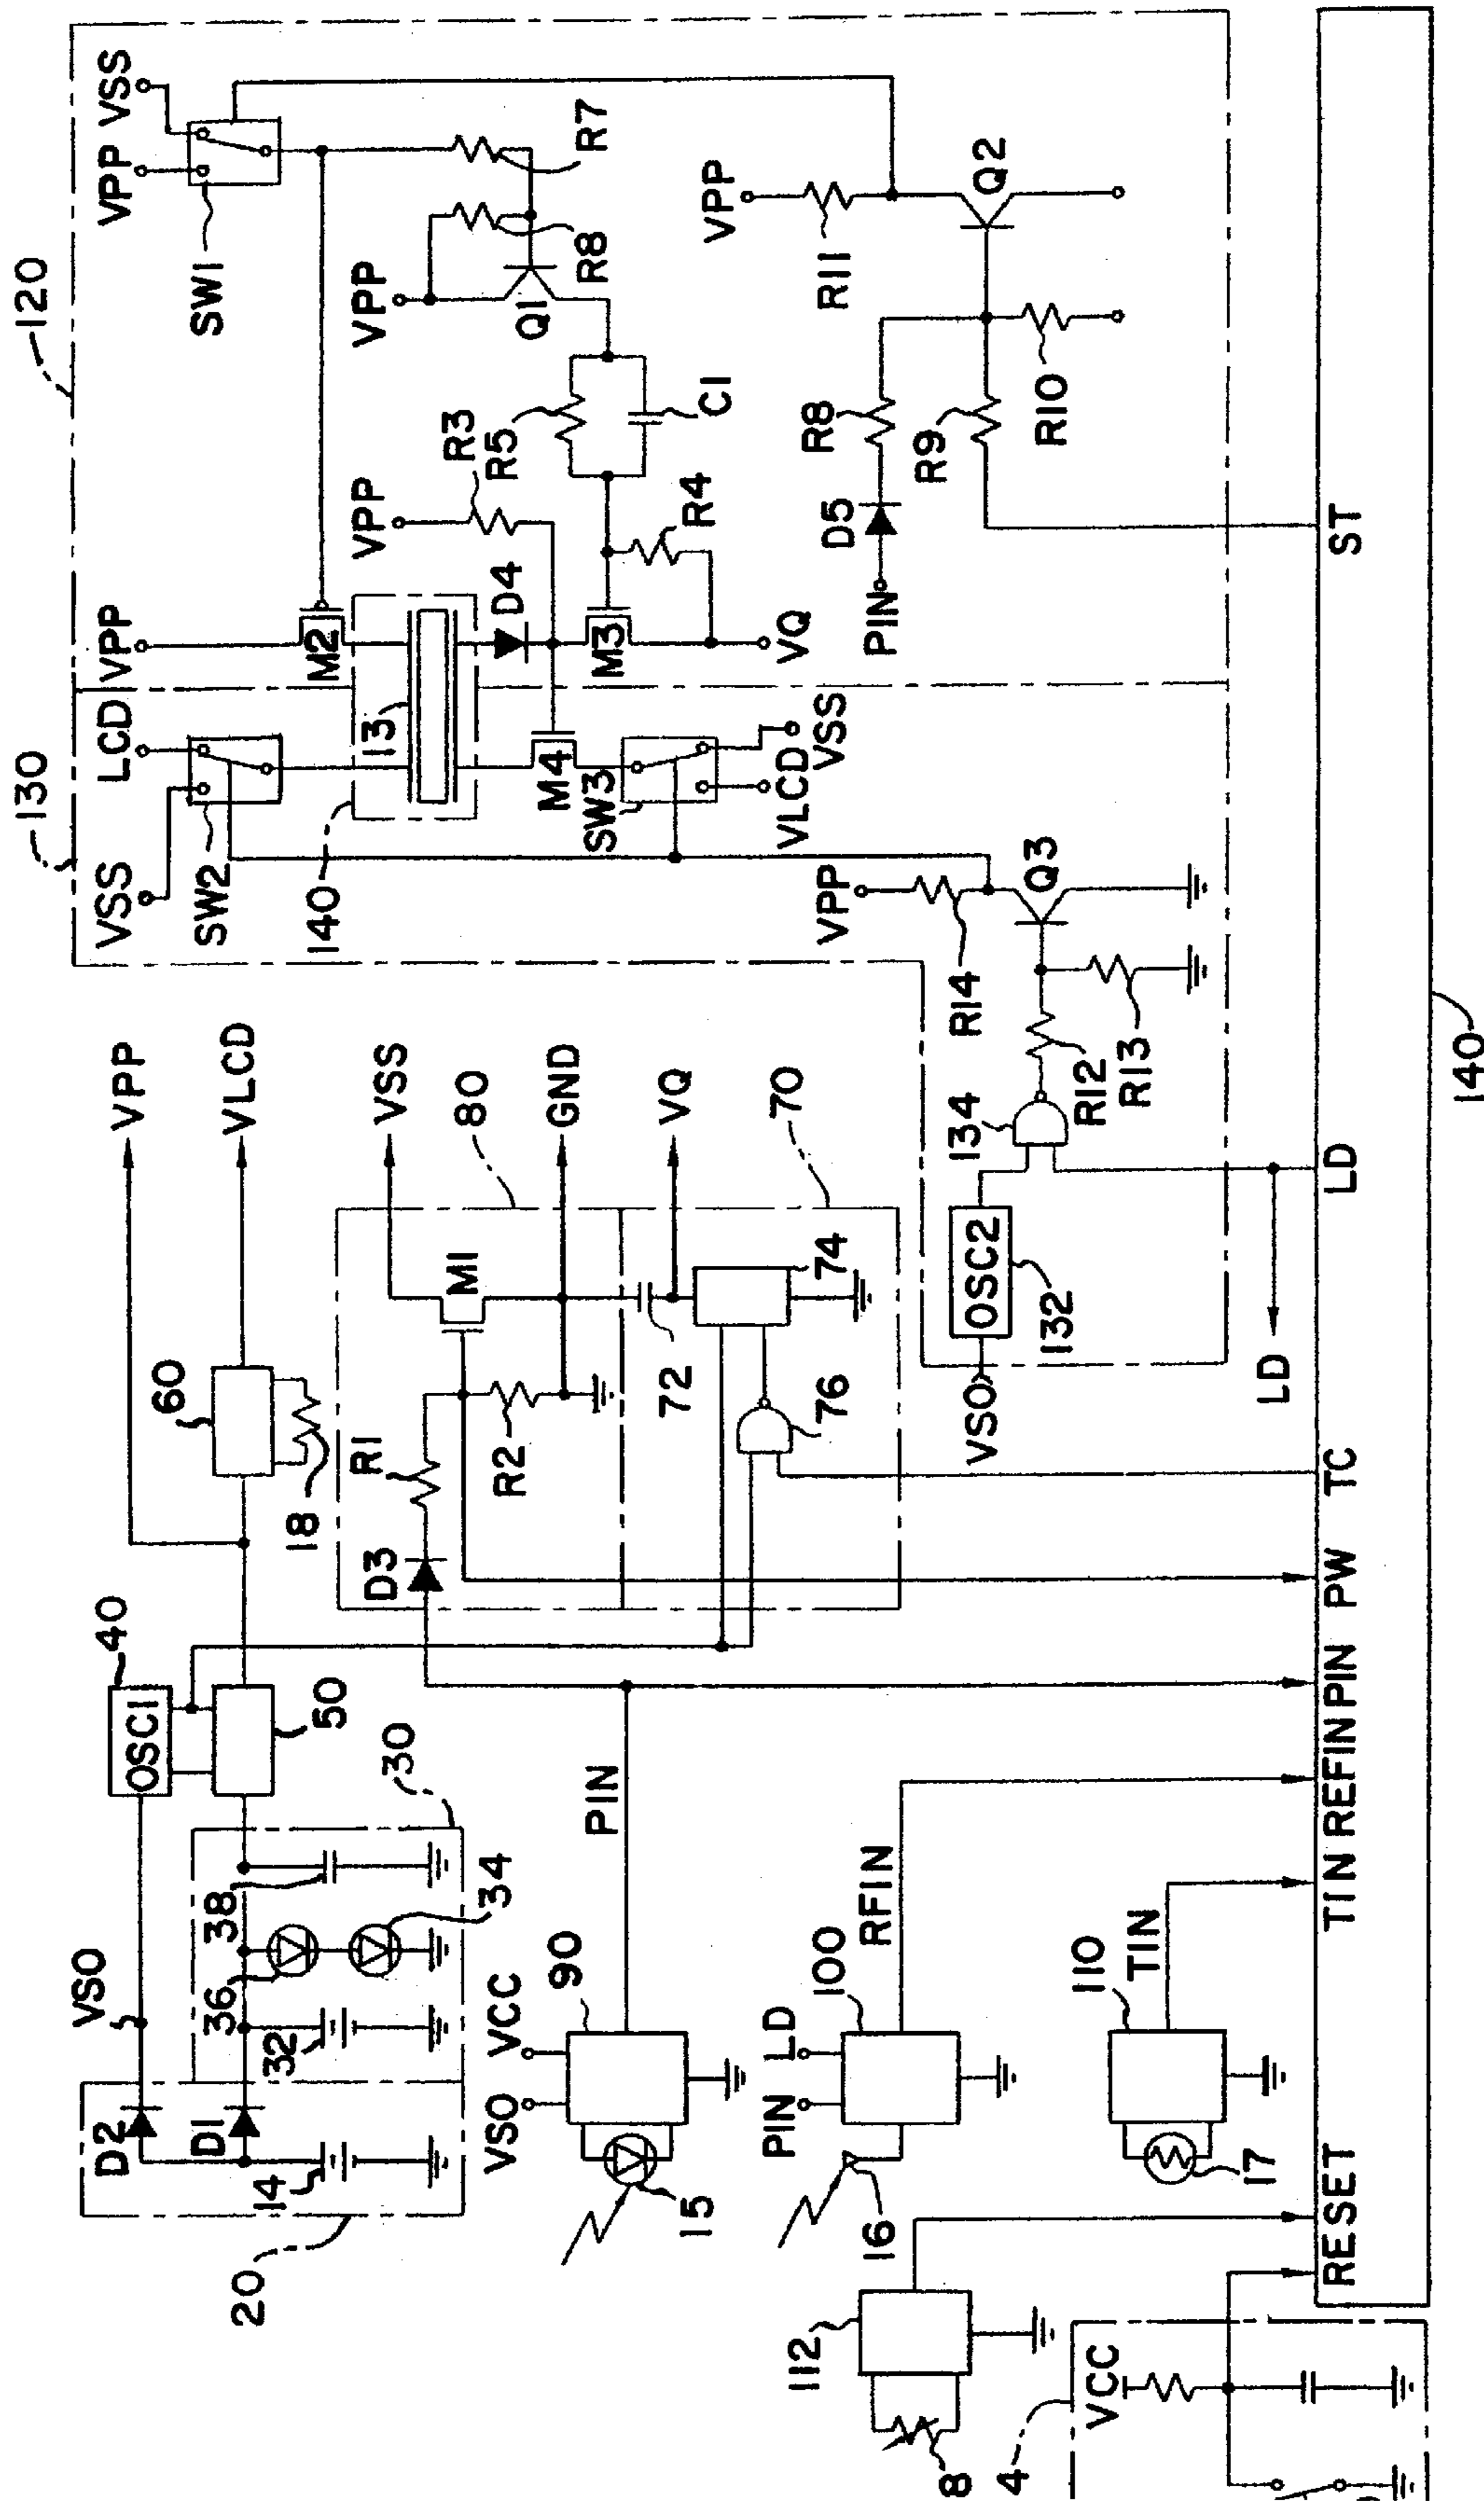 20
D2
D1
14
VSO
32
36
38
34
30
40
OSC1
50
60
18
VPP
VLCD
VSO
VCC
90
15
PIN
PIN
LD
100
16
RFIN
110
TIN
17
112
8
4
VCC
D3
R1
R2
M1
VSS
80
GND
72
VQ
70
74
76
130
VSS
LCD
SW2
140
13
M4
SW3
VLCD
VSS
VPP
R14
Q3
134
R12
R13
OSC2
132
VSO
LD
120
VPP
M2
VPP
VSS
SW1
VPP
R7
R8
Q1
VPP
R3
R5
C1
D4
R4
M3
VQ
VPP
R11
Q2
PIN
D5
R8
R9
R10
RESET
TIN
REFIN
PIN
PW
TC
LD
ST
140